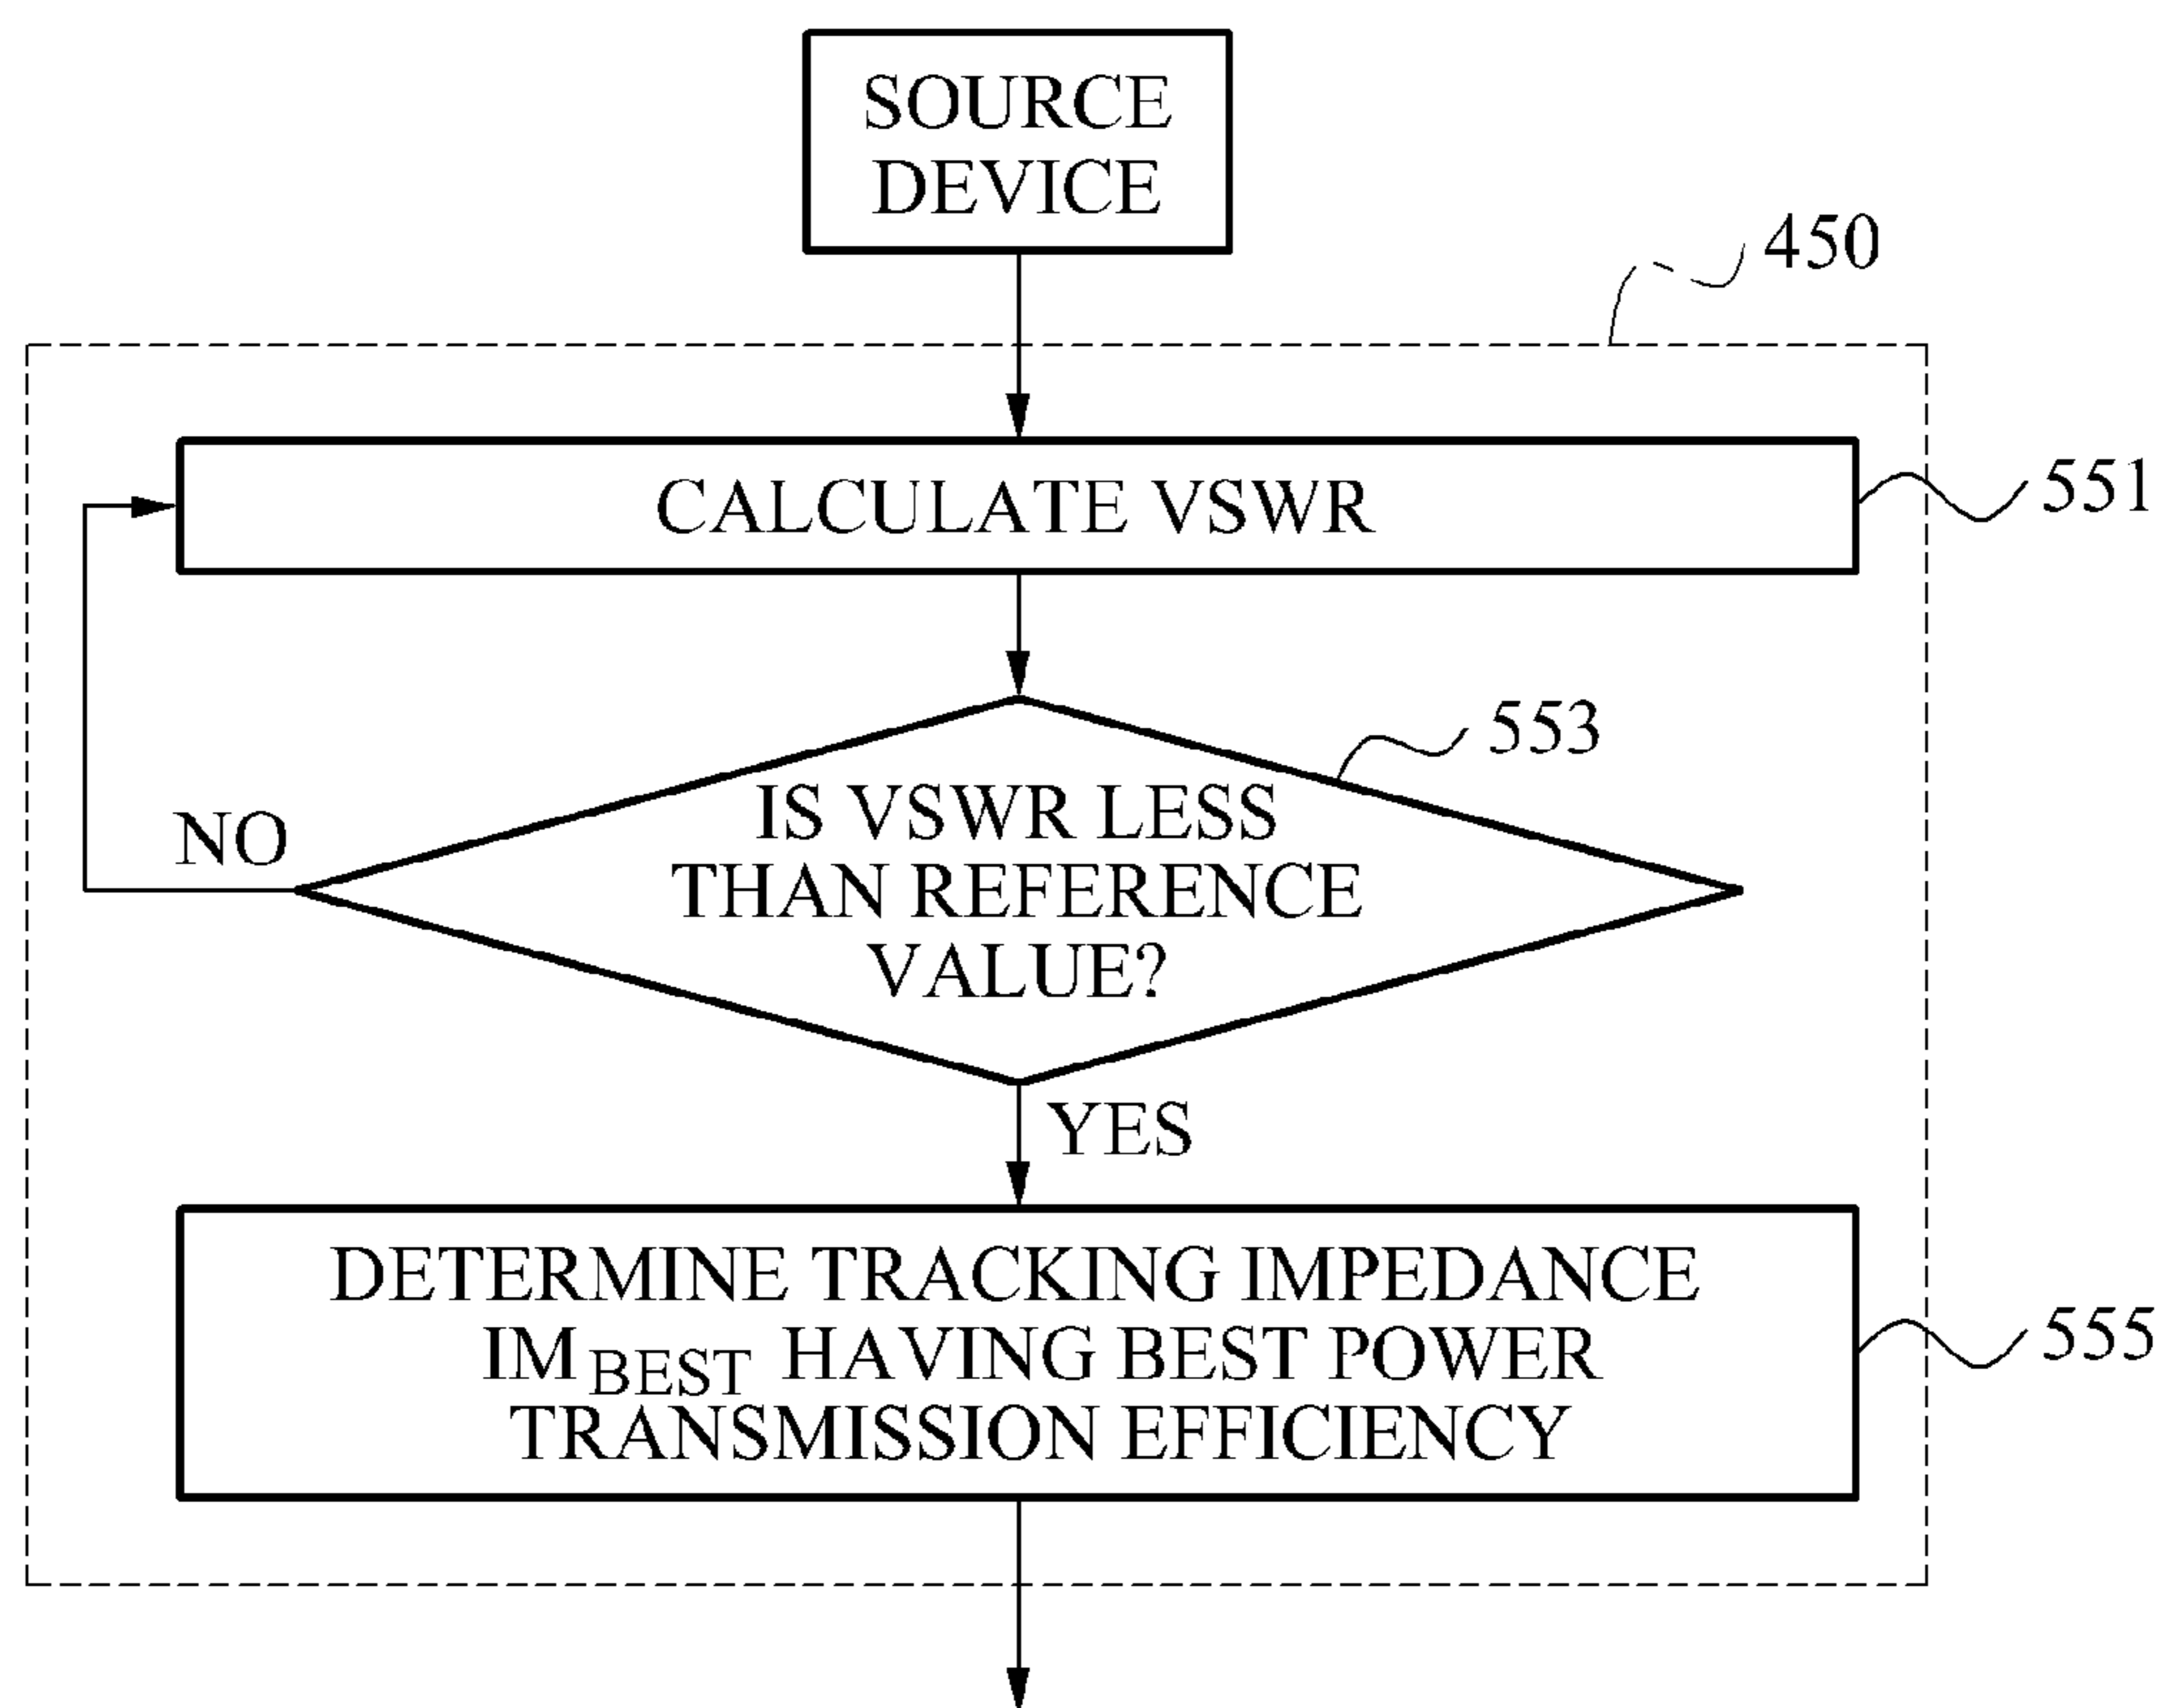 SOURCE
DEVICE
450
CALCULATE VSWR
551
553
IS VSWR LESS
THAN REFERENCE
VALUE?
NO
YES
DETERMINE TRACKING IMPEDANCE
IM_BEST HAVING BEST POWER
TRANSMISSION EFFICIENCY
555